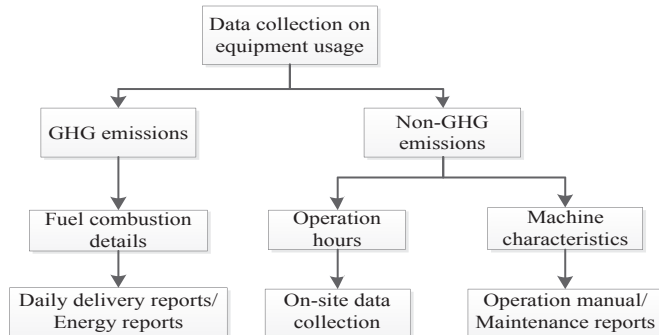 Data collection on
equipment usage
GHG emissions
Non-GHG
emissions
Fuel combustion
details
Operation
hours
Machine
characteristics
Daily delivery reports/
Energy reports
On-site data
collection
Operation manual/
Maintenance reports